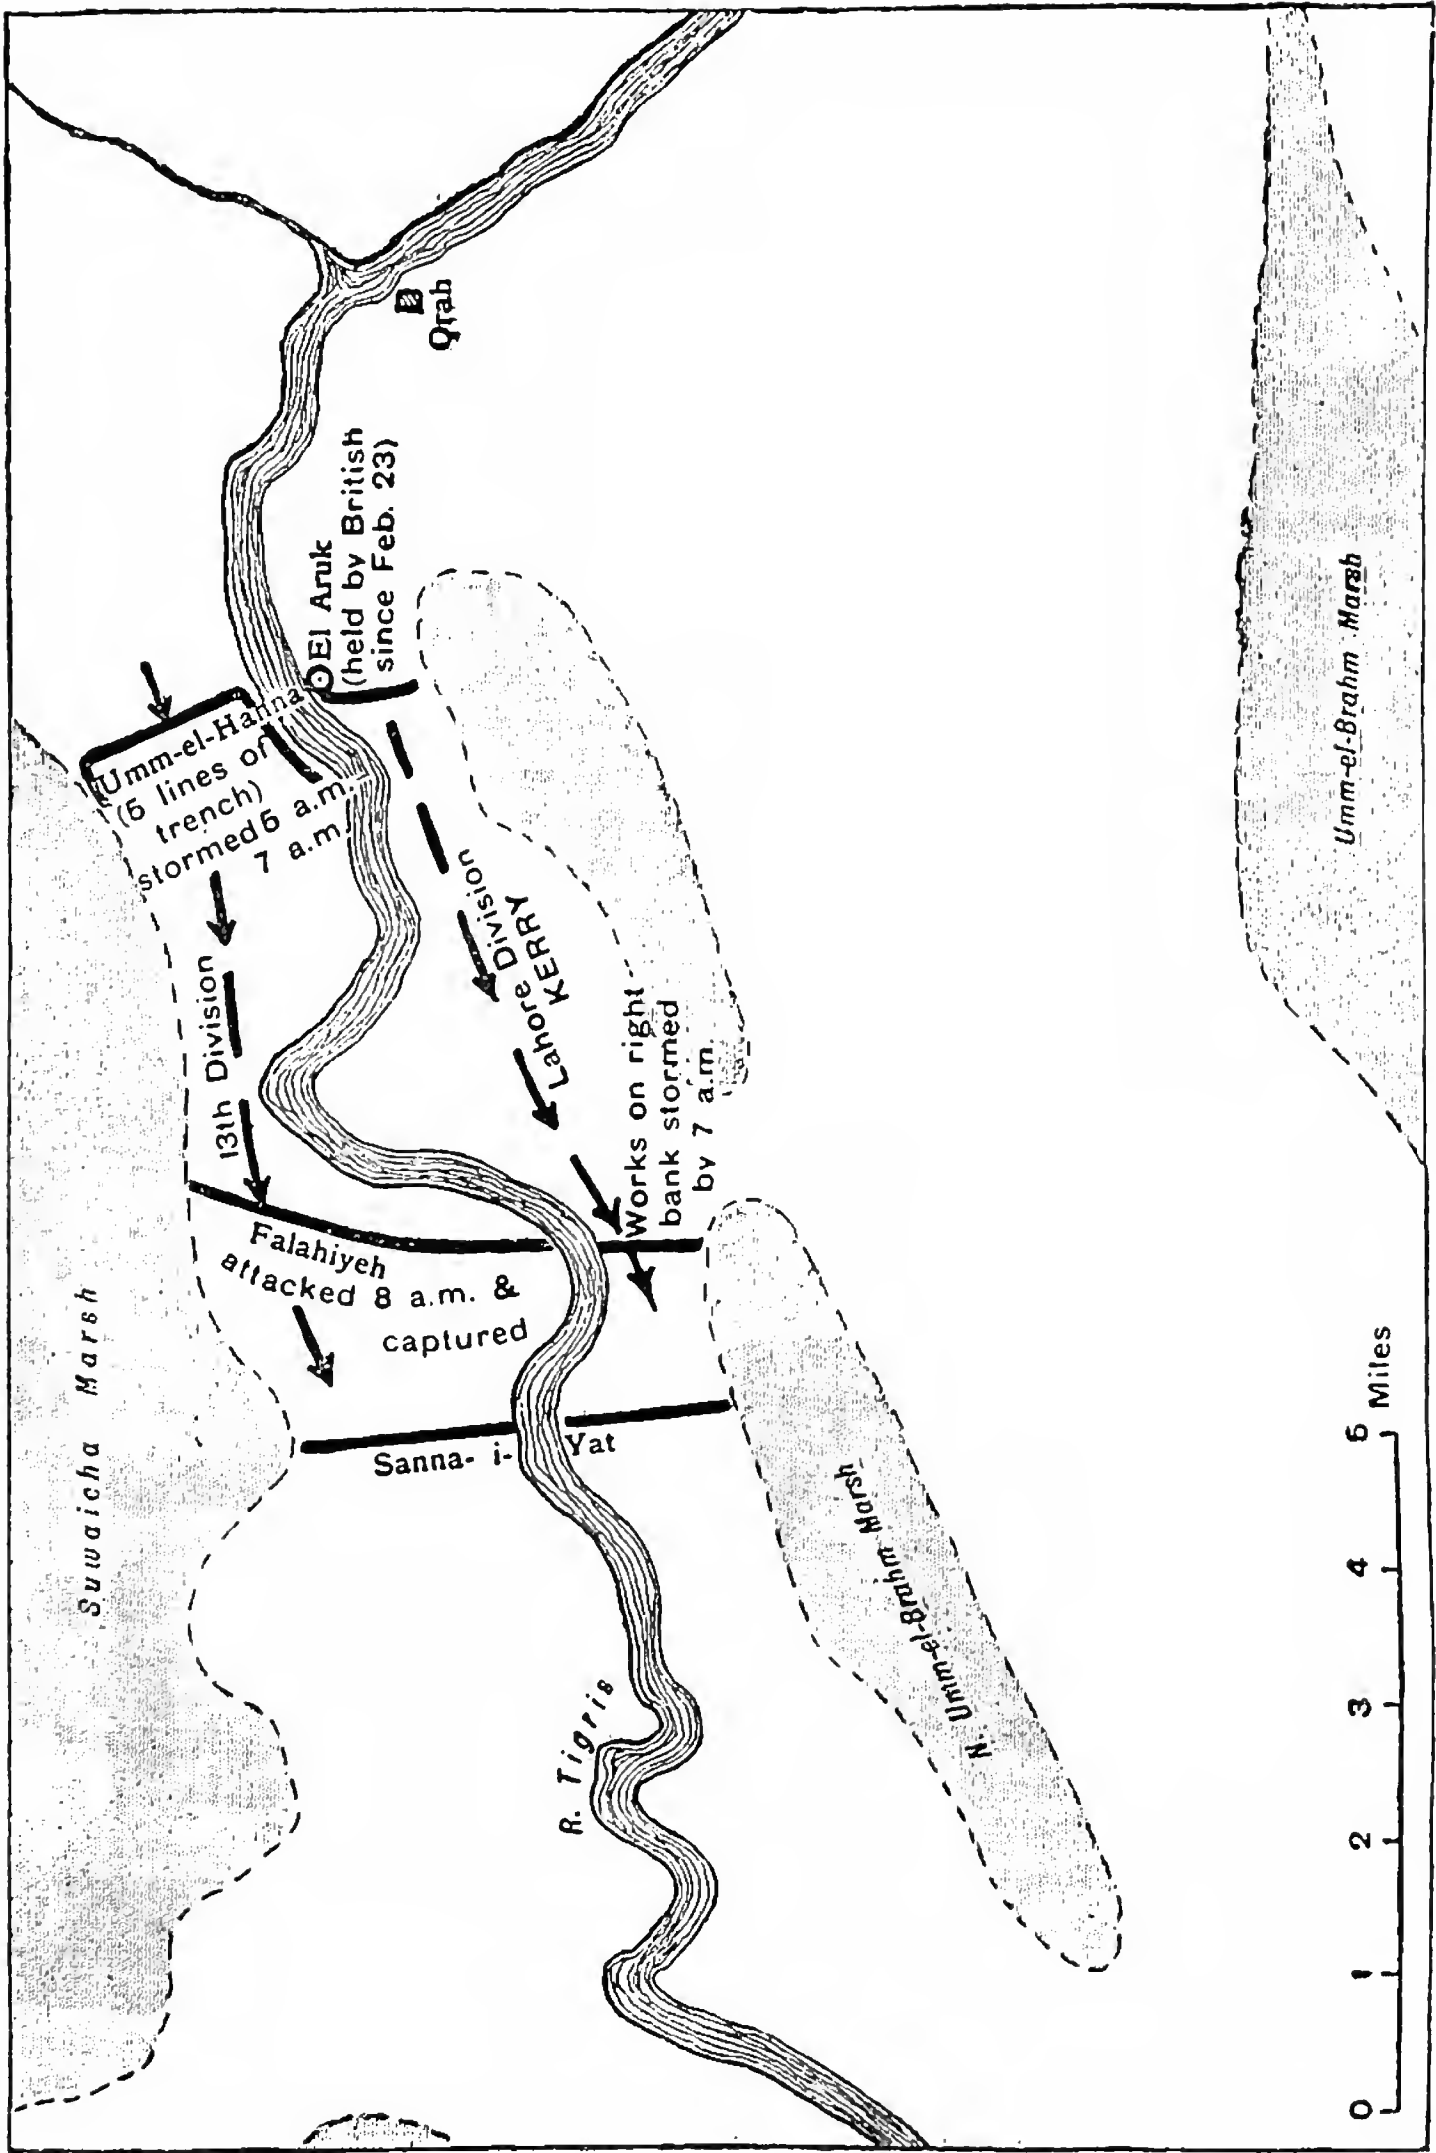 Suwaicha Marsh
Umm-el-Hanna
(5 lines of
trench)
stormed 5 a.m.
7 a.m.
13th Division
Falahiyeh
attacked 8 a.m. &
captured
Sanna-i-Yat
R. Tigris
El Aruk
(held by British
since Feb. 23)
Orah
Lahore Division
KERRY
Works on right
bank stormed
by 7 a.m.
N. Umm-el-Brahm Marsh
Umm-el-Brahm Marsh
0 1 2 3 4 5
Miles